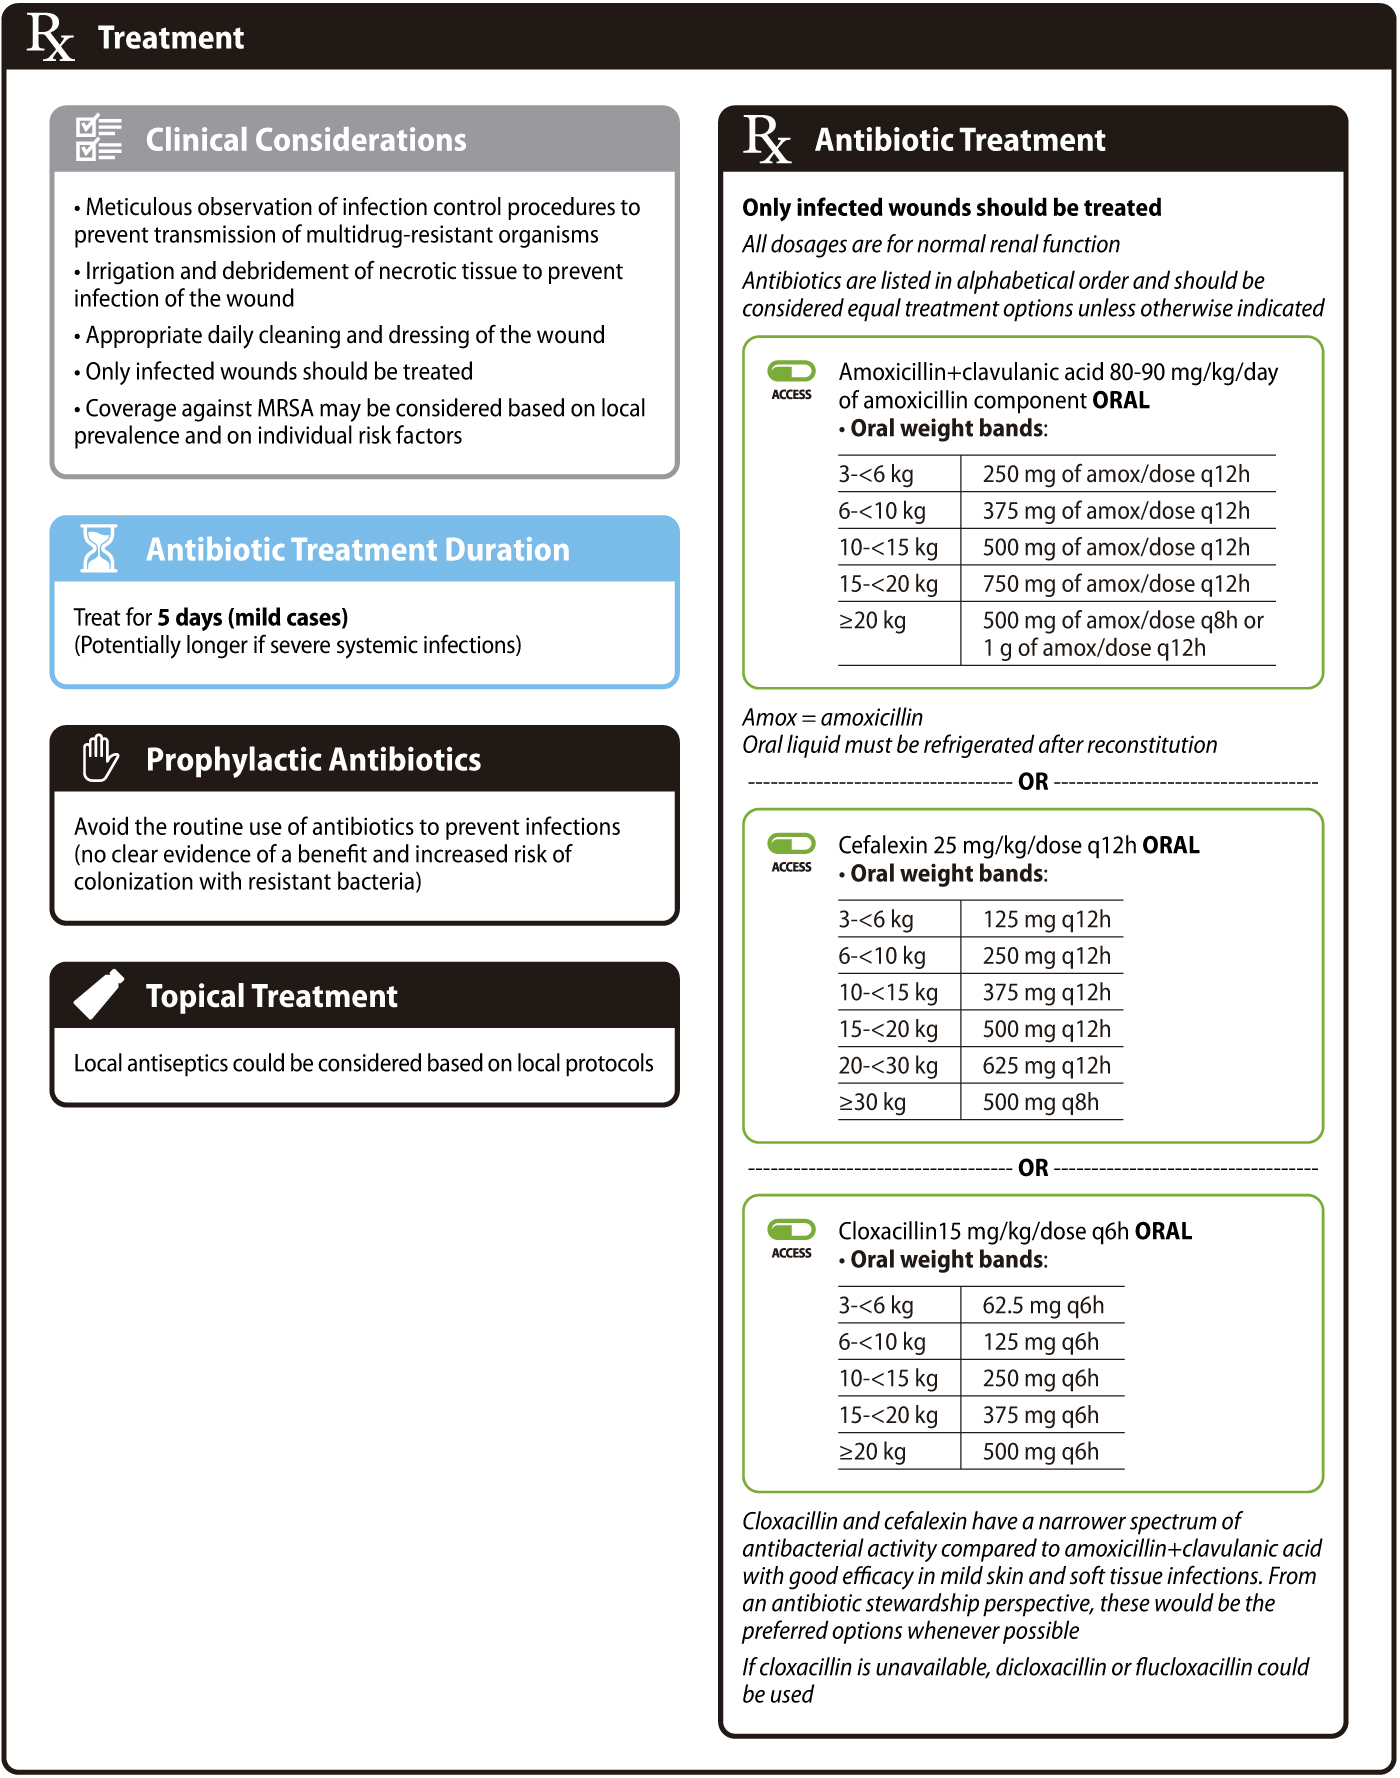 Rx Treatment
Clinical Considerations
• Meticulous observation of infection control procedures to
prevent transmission of multidrug-resistant organisms
• Irrigation and debridement of necrotic tissue to prevent
infection of the wound
• Appropriate daily cleaning and dressing of the wound
• Only infected wounds should be treated
• Coverage against MRSA may be considered based on local
prevalence and on individual risk factors
Antibiotic Treatment Duration
Treat for 5 days (mild cases)
(Potentially longer if severe systemic infections)
Prophylactic Antibiotics
Avoid the routine use of antibiotics to prevent infections
(no clear evidence of a benefit and increased risk of
colonization with resistant bacteria)
Topical Treatment
Local antiseptics could be considered based on local protocols
Rx Antibiotic Treatment
Only infected wounds should be treated
All dosages are for normal renal function
Antibiotics are listed in alphabetical order and should be
considered equal treatment options unless otherwise indicated
ACCESS
Amoxicillin+clavulanic acid 80-90 mg/kg/day
of amoxicillin component ORAL
• Oral weight bands:
3-<6 kg 250 mg of amox/dose q12h
6-<10 kg 375 mg of amox/dose q12h
10-<15 kg 500 mg of amox/dose q12h
15-<20 kg 750 mg of amox/dose q12h
≥20 kg 500 mg of amox/dose q8h or
1 g of amox/dose q12h
Amox = amoxicillin
Oral liquid must be refrigerated after reconstitution
OR
ACCESS
Cefalexin 25 mg/kg/dose q12h ORAL
• Oral weight bands:
3-<6 kg 125 mg q12h
6-<10 kg 250 mg q12h
10-<15 kg 375 mg q12h
15-<20 kg 500 mg q12h
20-<30 kg 625 mg q12h
≥30 kg 500 mg q8h
OR
ACCESS
Cloxacillin15 mg/kg/dose q6h ORAL
• Oral weight bands:
3-<6 kg 62.5 mg q6h
6-<10 kg 125 mg q6h
10-<15 kg 250 mg q6h
15-<20 kg 375 mg q6h
≥20 kg 500 mg q6h
Cloxacillin and cefalexin have a narrower spectrum of
antibacterial activity compared to amoxicillin+clavulanic acid
with good efficacy in mild skin and soft tissue infections. From
an antibiotic stewardship perspective, these would be the
preferred options whenever possible
If cloxacillin is unavailable, dicloxacillin or flucloxacillin could
be used